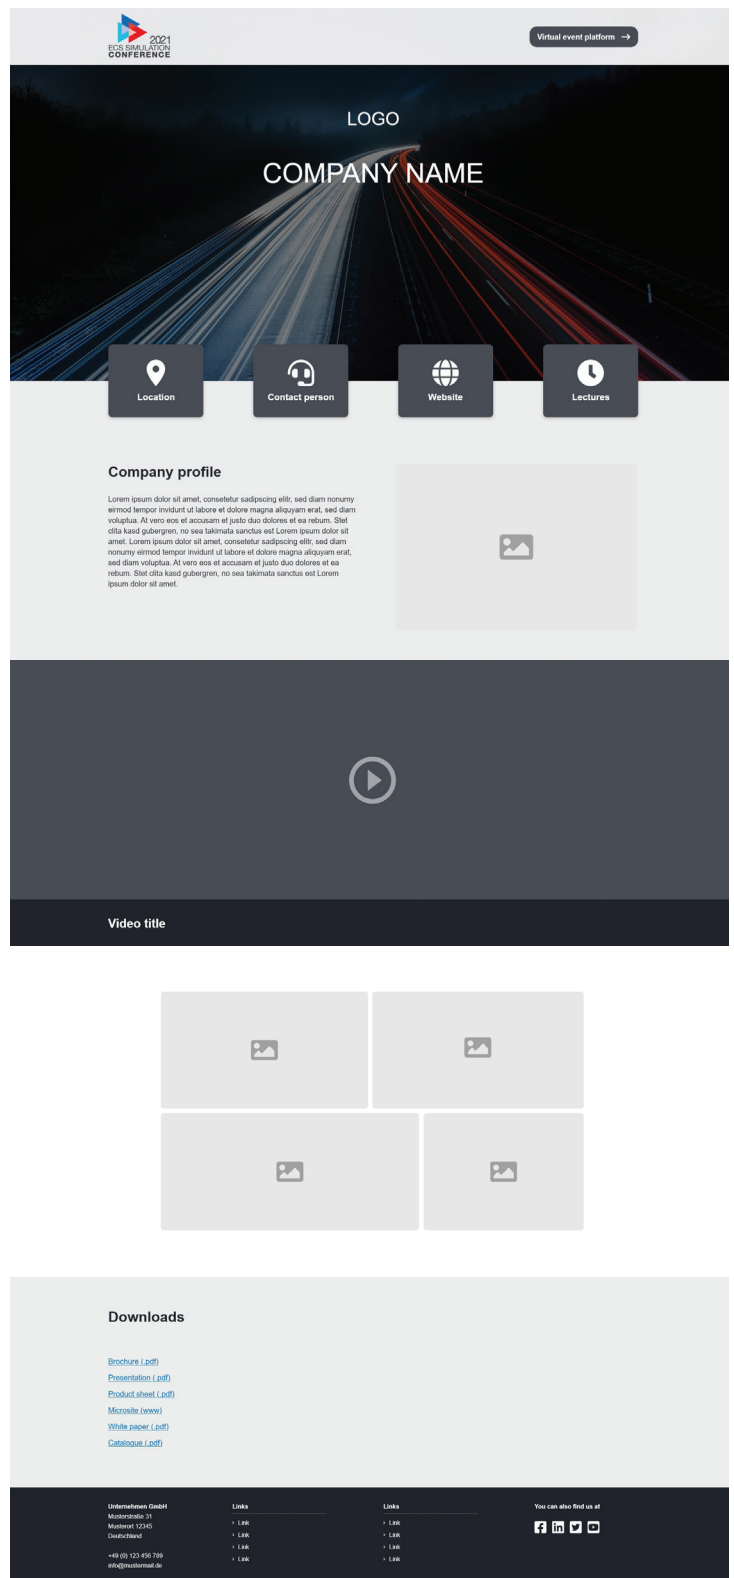 2021
ECS SIMULATION
CONFERENCE
Virtual event platform
LOGO
COMPANY NAME
Location
Contact person
Website
Lectures
Company profile
Lorem ipsum dolor sit amet, consetetur sadipscing elitr, sed diam nonumy
eirmod tempor invidunt ut labore et dolore magna aliquyam erat, sed diam
voluptua. At vero eos et accusam et justo duo dolores et ea rebum. Stet
clita kasd gubergren, no sea takimata sanctus est Lorem ipsum dolor sit
amet. Lorem ipsum dolor sit amet, consetetur sadipscing elitr, sed diam
nonumy eirmod tempor invidunt ut labore et dolore magna aliquyam erat,
sed diam voluptua. At vero eos et accusam et justo duo dolores et ea
rebum. Stet clita kasd gubergren, no sea takimata sanctus est Lorem
ipsum dolor sit amet.
Video title
Downloads
Brochure (.pdf)
Presentation (.pdf)
Product sheet (.pdf)
Microsite (www)
White paper (.pdf)
Catalogue (.pdf)
Unternehmen GmbH
Musterstraße 31
Musterort 12345
Deutschland
+49 (0) 123 456 789
info@mustermail.de
Links
Link
Link
Link
Link
Links
Link
Link
Link
Link
You can also find us at